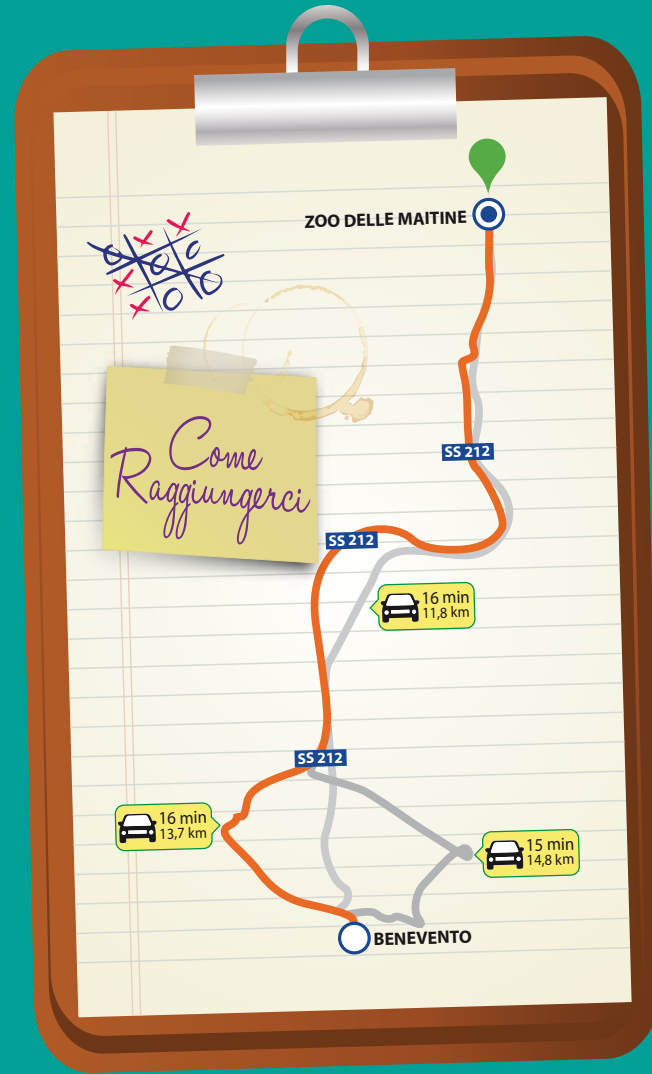 ZOO DELLE MAITINE
Come
Raggiungerci
SS 212
SS 212
16 min
11,8 km
SS 212
16 min
13,7 km
15 min
14,8 km
BENEVENTO